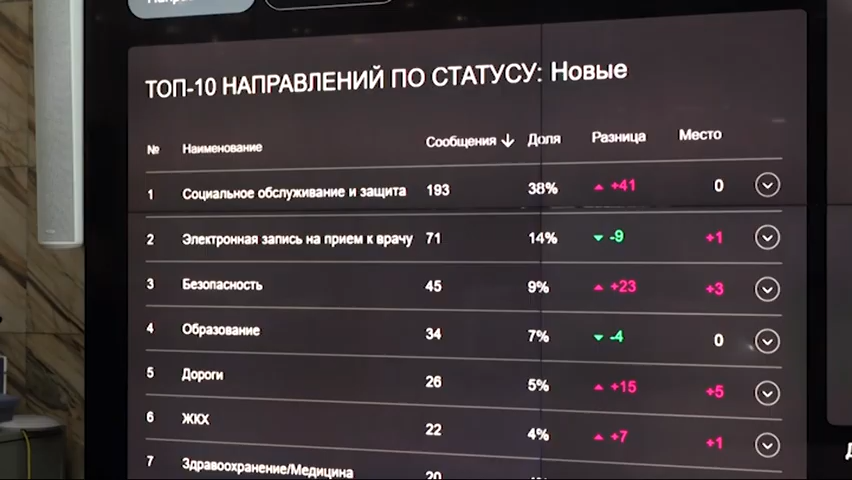 ТОП-10 НАПРАВЛЕНИЙ ПО СТАТУСУ: Новые
№ Наименование Сообщения ↓ Доля Разница Место
1 Социальное обслуживание и защита 193 38% ▲ +41 0
2 Электронная запись на прием к врачу 71 14% ▼ -9 +1
3 Безопасность 45 9% ▲ +23 +3
4 Образование 34 7% ▼ -4 0
5 Дороги 26 5% ▲ +15 +5
6 ЖКХ 22 4% ▲ +7 +1
7 Здравоохранение/Медицина 20